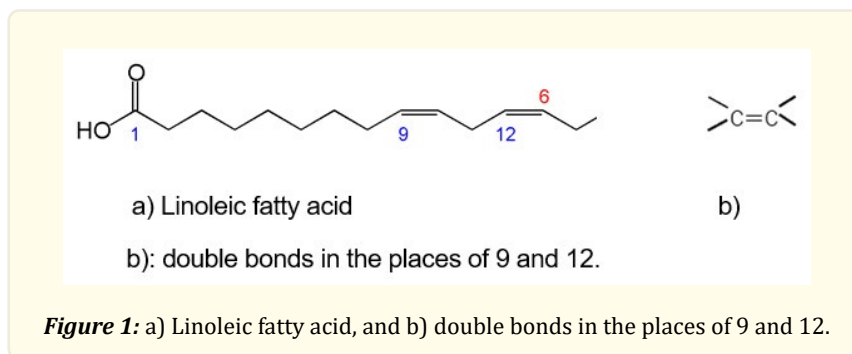 O
6
HO 1 9 12 C=C
a) Linoleic fatty acid b)
b): double bonds in the places of 9 and 12.
Figure 1: a) Linoleic fatty acid, and b) double bonds in the places of 9 and 12.